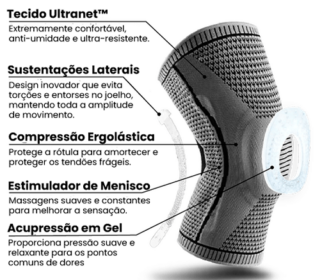 Tecido Ultranet™
Extremamente confortável,
anti-umidade e ultra-resistente.
Sustentações Laterais
Design inovador que evita
torções e entorses no joelho,
mantendo toda a amplitude
de movimento.
Compressão Ergolástica
Protege a rótula para amortecer e
proteger os tendões frágeis.
Estimulador de Menisco
Massagens suaves e constantes
para melhorar a sensação.
Acupressão em Gel
Proporciona pressão suave e
relaxante para os pontos
comuns de dores